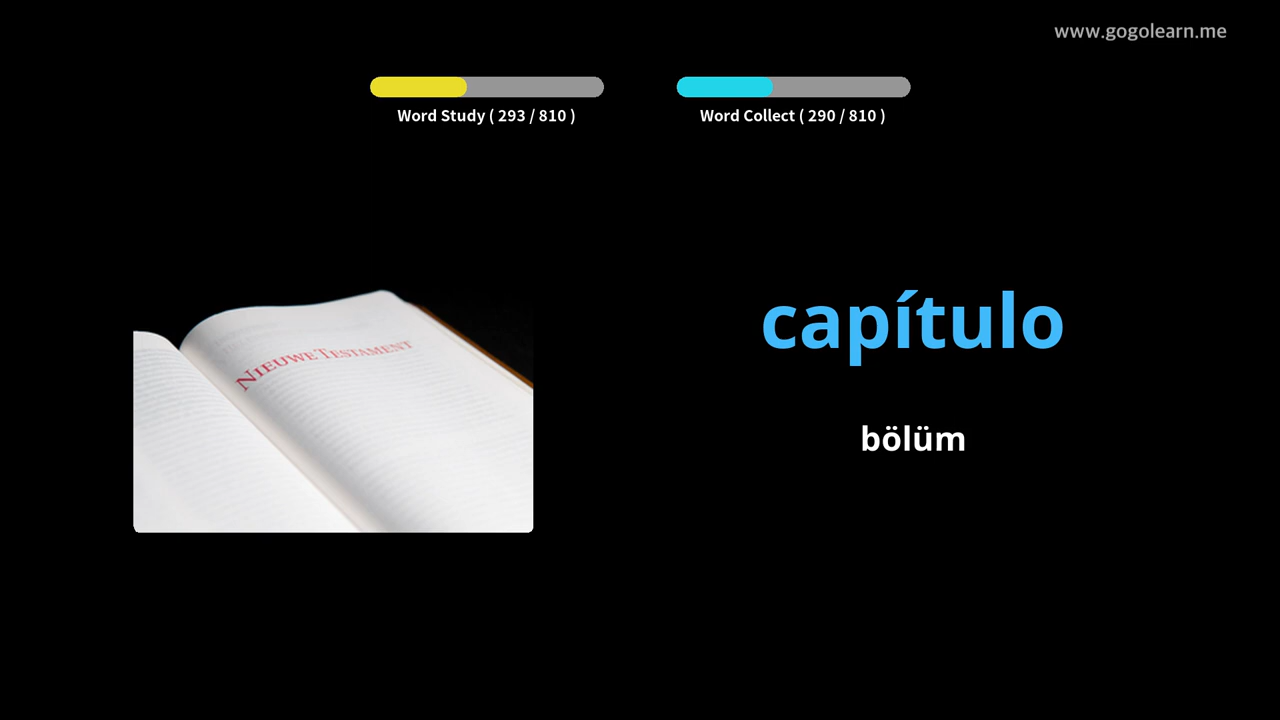 www.gogolearn.me
Word Study ( 293 / 810 )
Word Collect ( 290 / 810 )
NIEUWE TESTAMENT
capítulo
bölüm